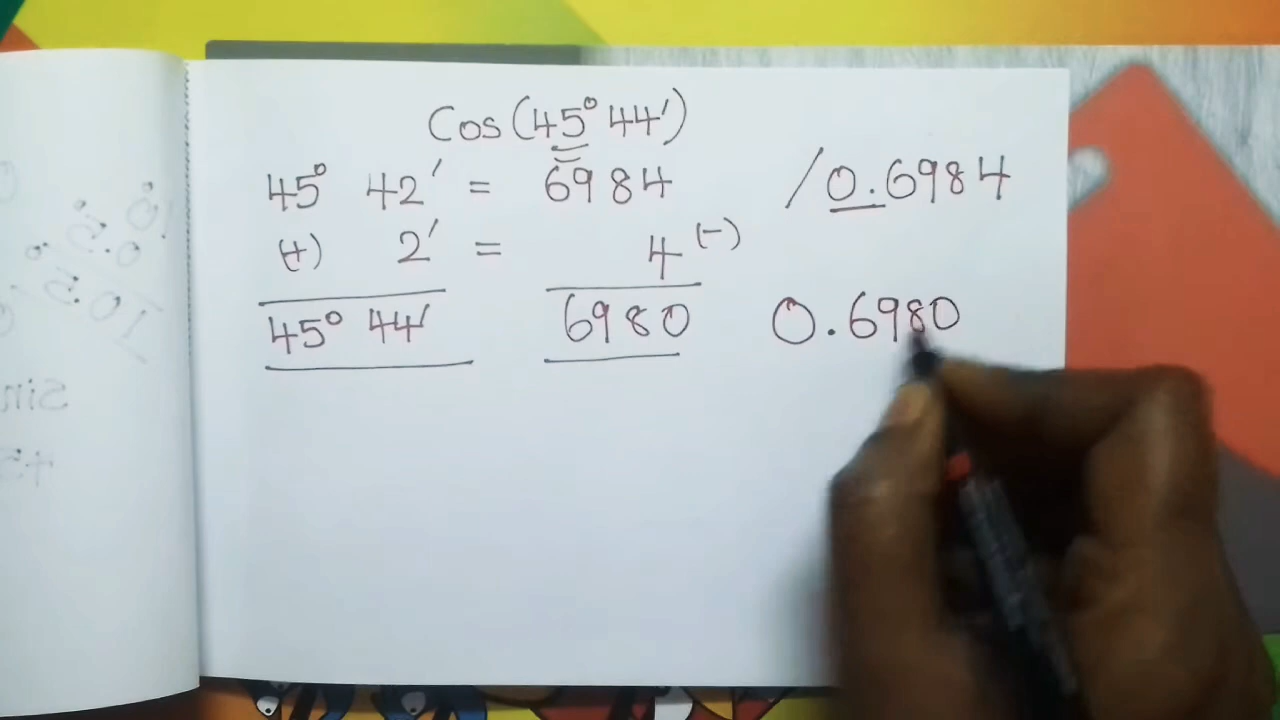 Cos(45° 44')
45° 42' = 6984 /0.6984
(+) 2' = 4 (-)
45° 44' 6980 0.6980